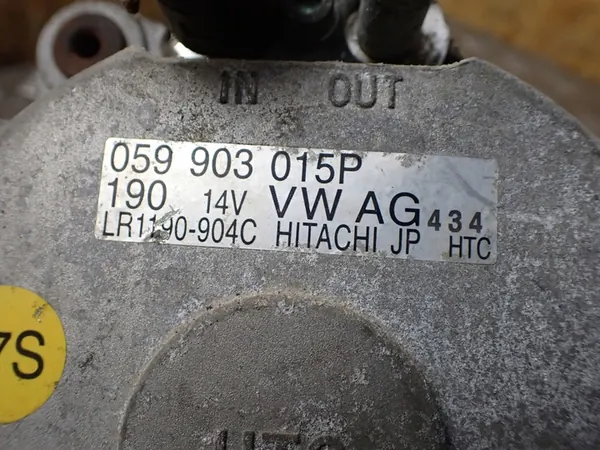 IN OUT
059 903 015P
190 14V VW AG 434
LR1190-904C HITACHI JP HTC
7S